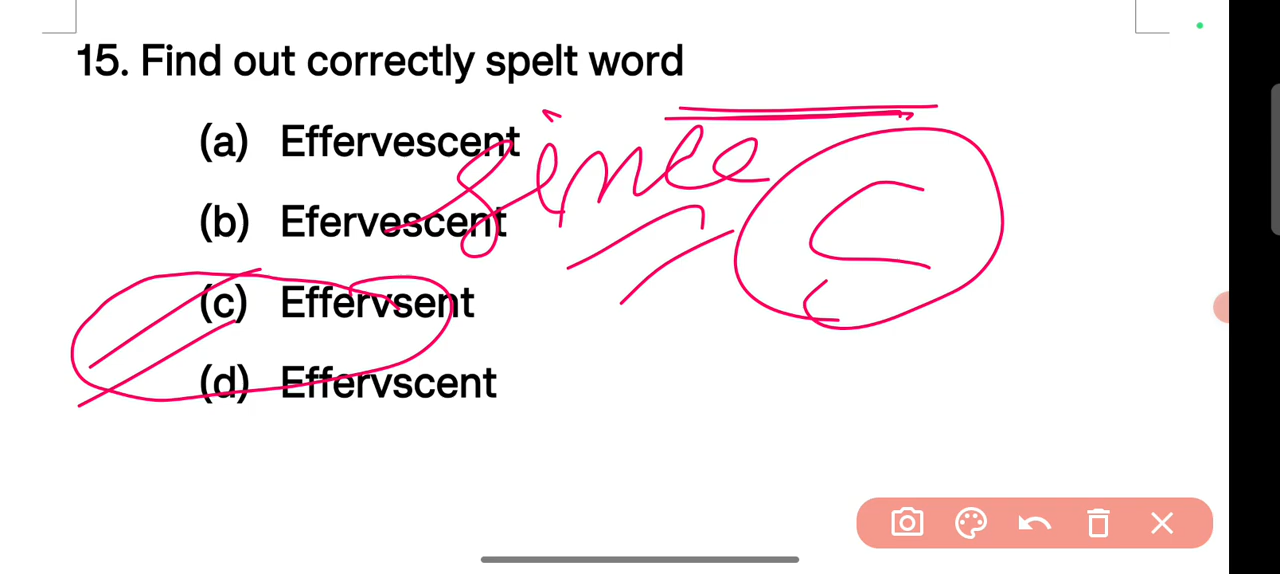 15. Find out correctly spelt word
(a) Effervescent
since
(b) Efervescent
C
(c) Effervsent
(d) Effervscent